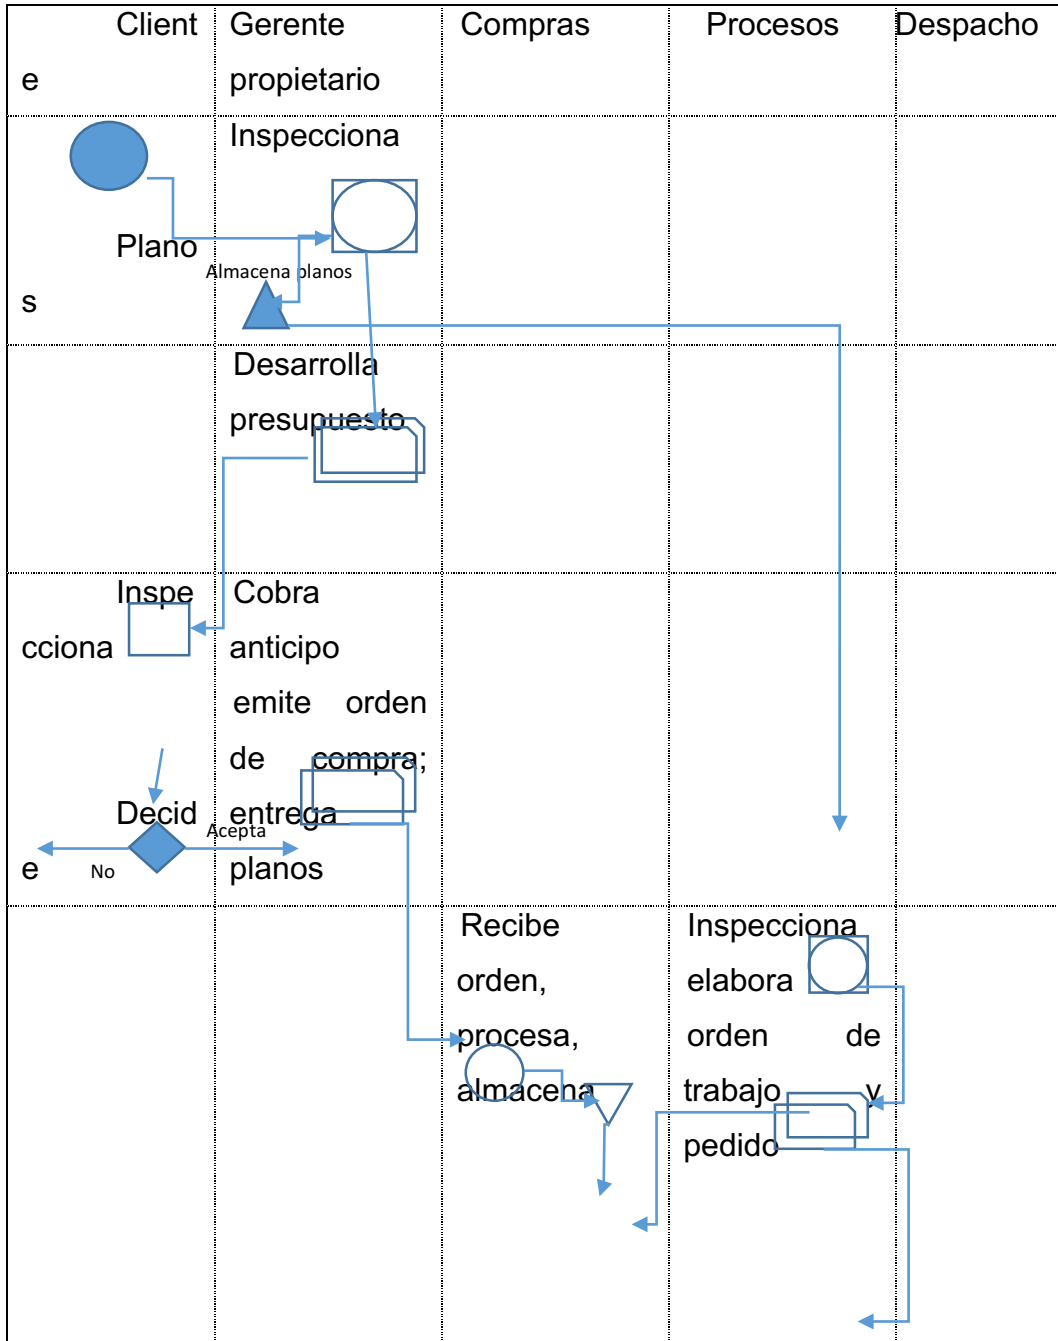 Client
e
Gerente
propietario
Compras
Procesos
Despacho
Plano
s
Inspecciona
Almacena planos
Desarrolla
presupuesto
Inspe
cciona
Decid
e
No
Acepta
Cobra
anticipo
emite orden
de compra;
entrega
planos
Recibe
orden,
procesa,
almacena
Inspecciona
elabora
orden de
trabajo y
pedido